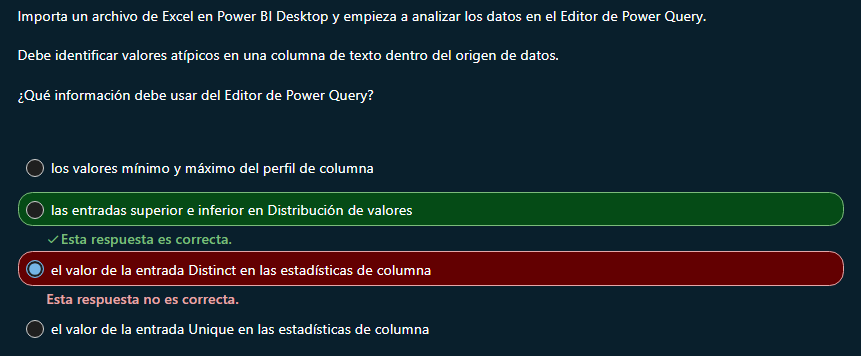 Importa un archivo de Excel en Power BI Desktop y empieza a analizar los datos en el Editor de Power Query.
Debe identificar valores atípicos en una columna de texto dentro del origen de datos.
¿Qué información debe usar del Editor de Power Query?
los valores mínimo y máximo del perfil de columna
las entradas superior e inferior en Distribución de valores
Esta respuesta es correcta.
el valor de la entrada Distinct en las estadísticas de columna
Esta respuesta no es correcta.
el valor de la entrada Unique en las estadísticas de columna